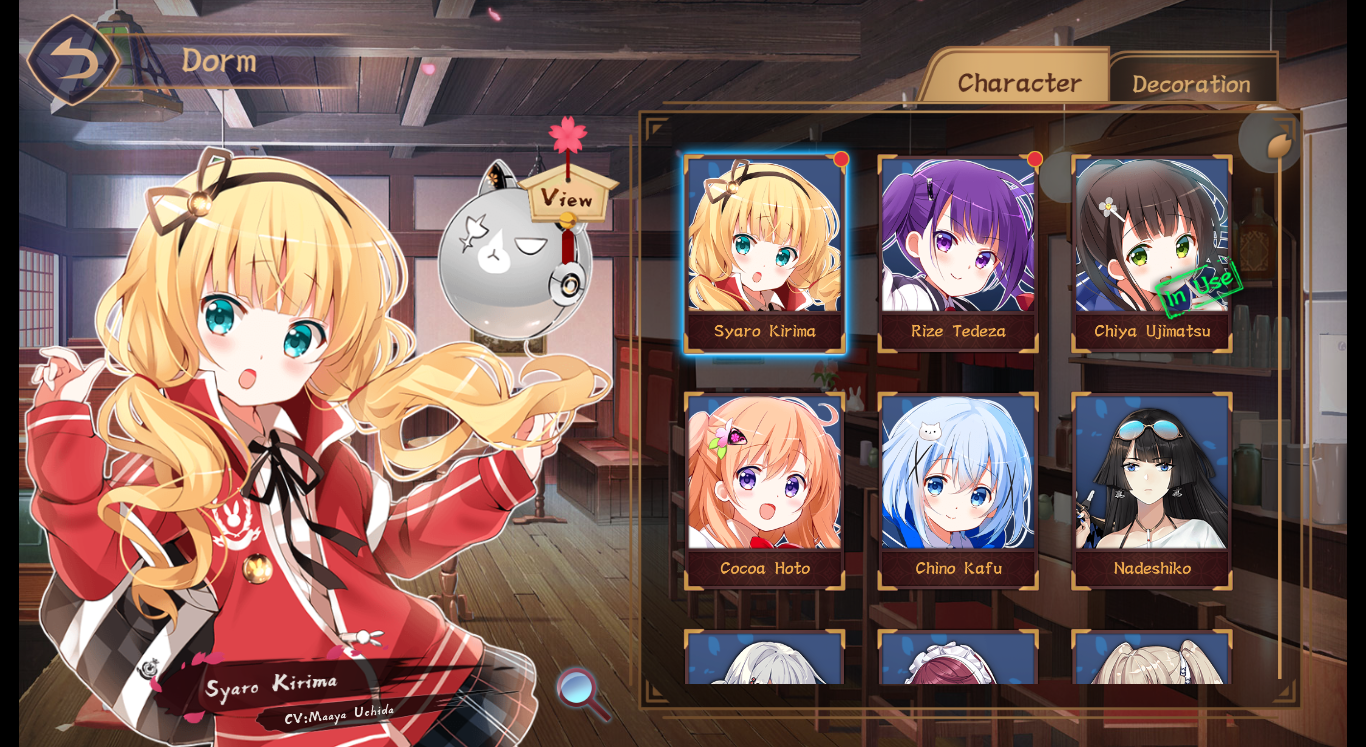 Dorm
Character
Decoration
View
Syaro Kirima
Rize Tedeza
In Use
Chiya Ujimatsu
Cocoa Hoto
Chino Kafu
Nadeshiko
Syaro Kirima
CV:Maaya Uchida